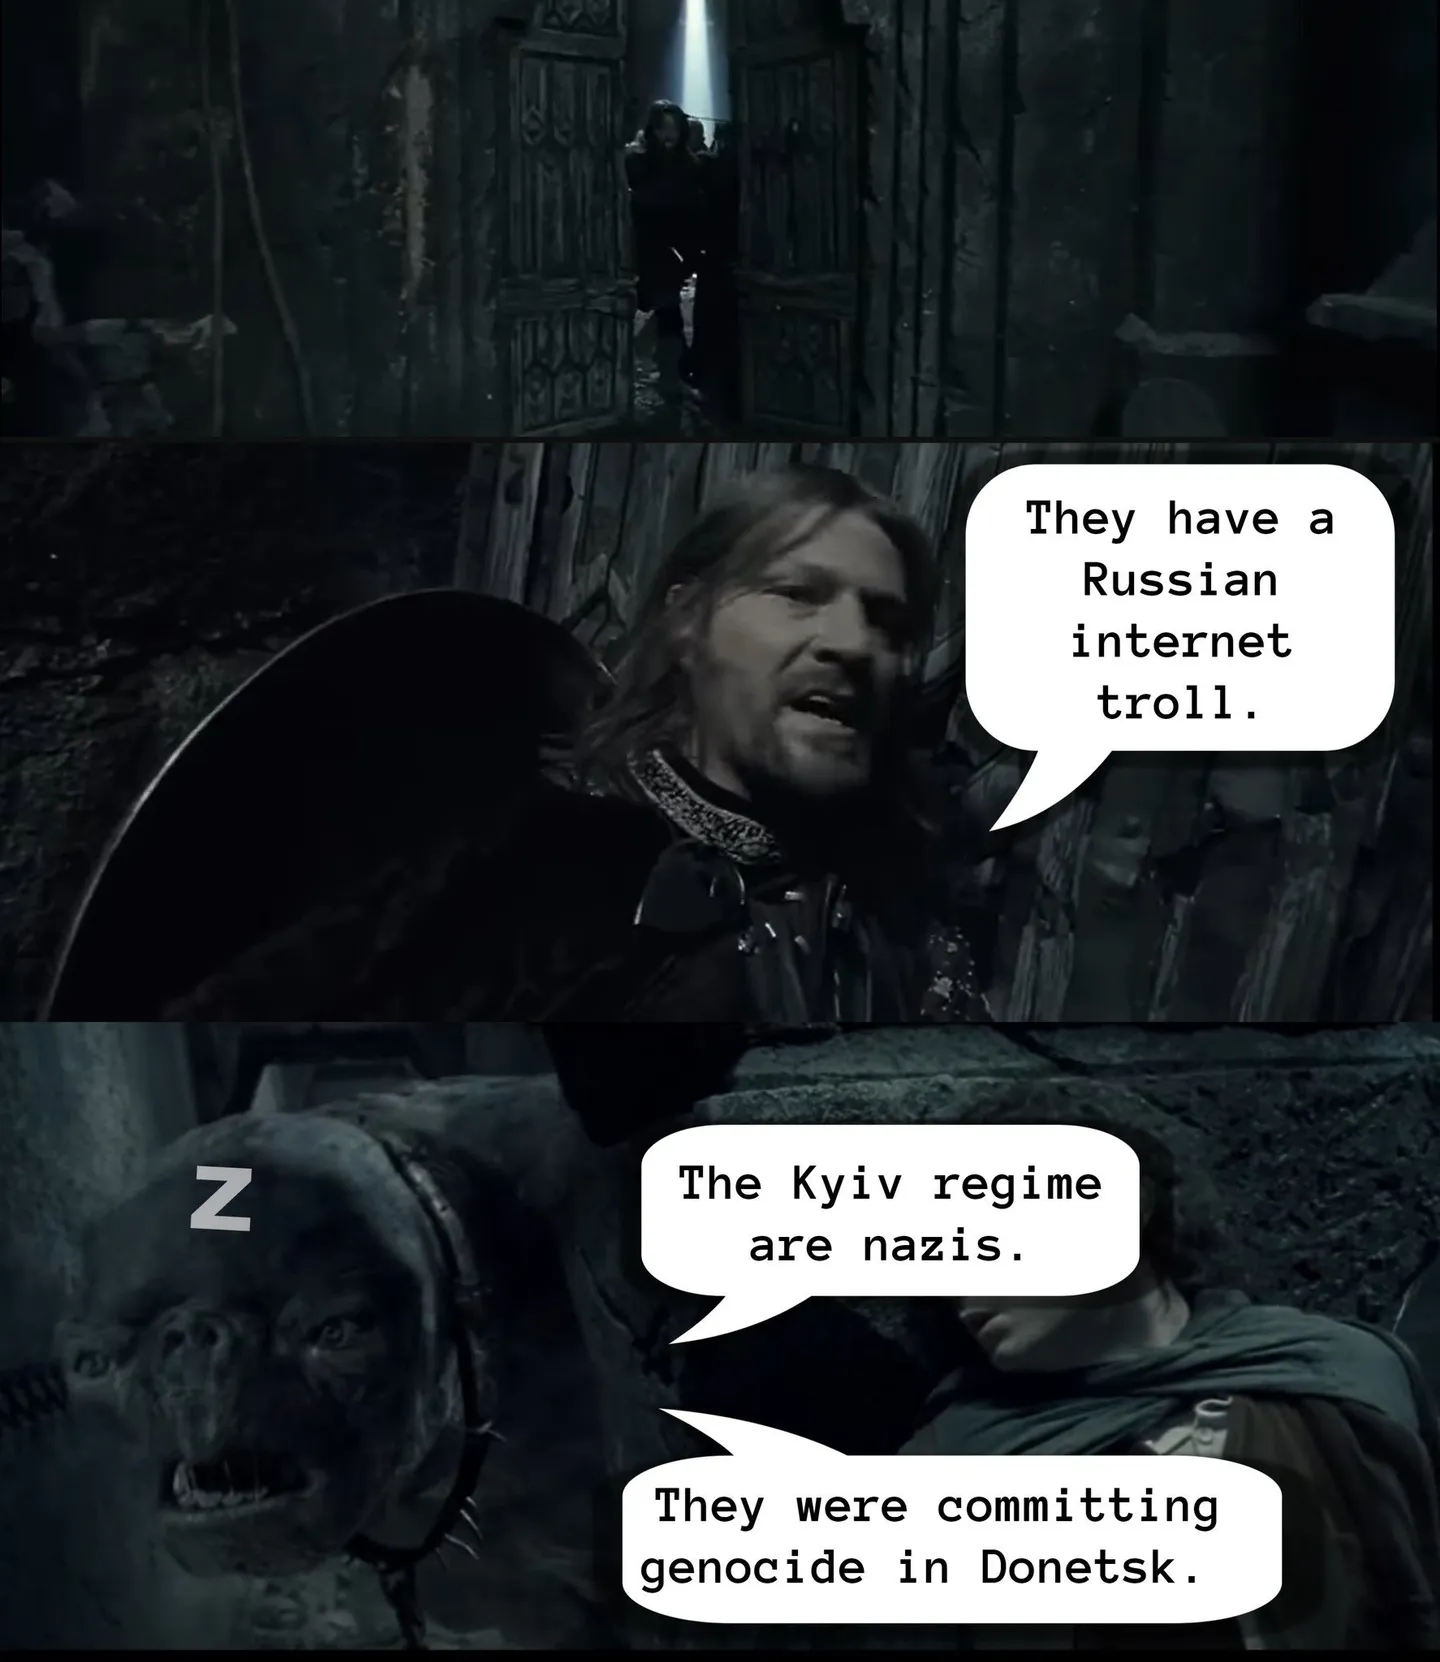 They have a
Russian
internet
troll.
Z
The Kyiv regime
are nazis.
They were committing
genocide in Donetsk.